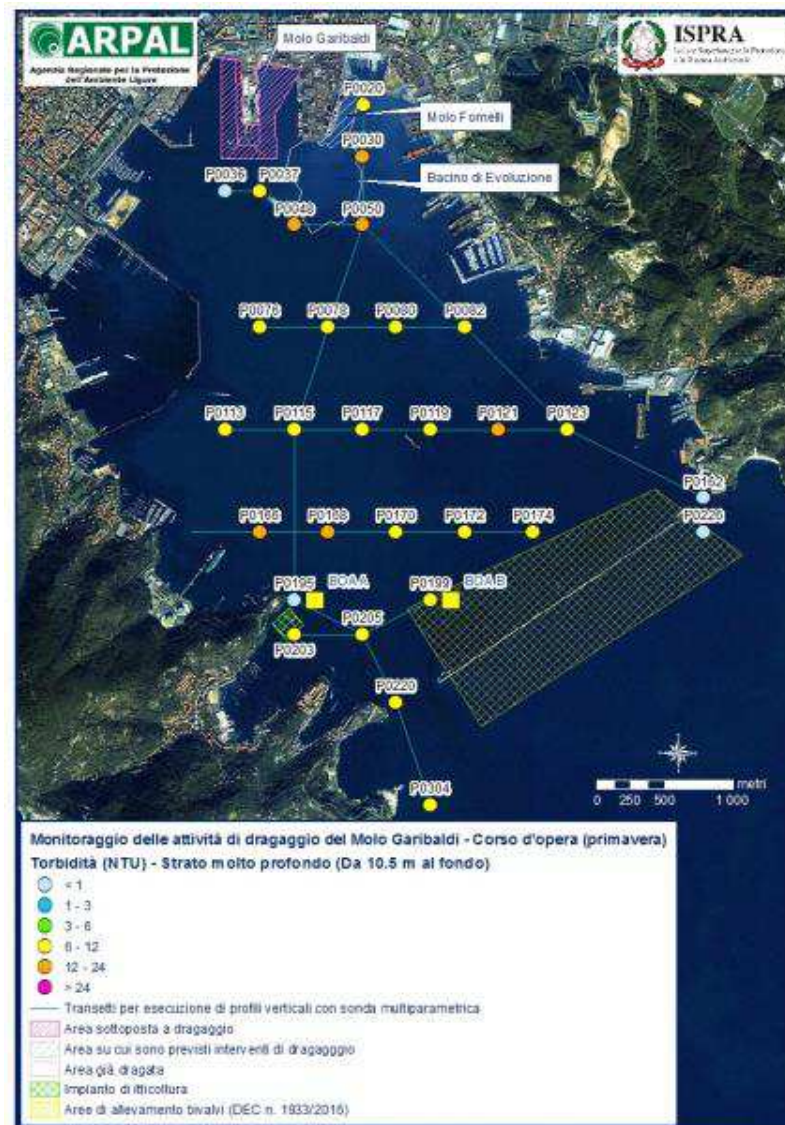 ARPAL
Agenzia Regionale per la Protezione
dell'Ambiente Ligure
ISPRA
Molo Garibaldi
P0020
Molo Fornelli
P0030
Bacino di Evoluzione
P0036
P0037
P0048
P0050
P0076
P0078
P0080
P0082
P0113
P0115
P0117
P0119
P0121
P0123
P0142
P0166
P0168
P0170
P0172
P0174
P0226
P0195
BOA A
P0199
BOA B
P0203
P0205
P0220
P0304
metri
0 250 500 1 000
Monitoraggio delle attività di dragaggio del Molo Garibaldi - Corso d'opera (primavera)
Torbidità (NTU) - Strato molto profondo (Da 10.5 m al fondo)
< 1
1 - 3
3 - 6
6 - 12
12 - 24
> 24
Transetti per esecuzione di profili verticali con sonda multiparametrica
Area sottoposta a dragaggio
Area su cui sono previsti interventi di dragagggio
Area già dragata
Impianto di itticoltura
Aree di allevamento bivalvi (DEC n. 1933/2016)